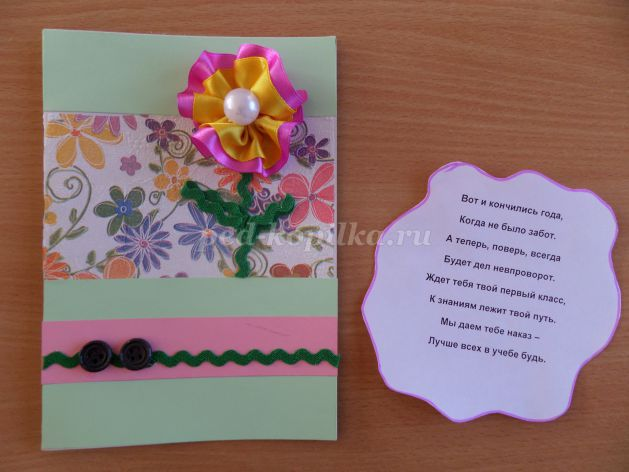 Вот и кончились года,
Когда не было забот.
А теперь, поверь, всегда
Будет дел невпроворот.
Ждет тебя твой первый класс,
К знаниям лежит твой путь.
Мы даем тебе наказ –
Лучше всех в учебе будь.
ped-kopilka.ru